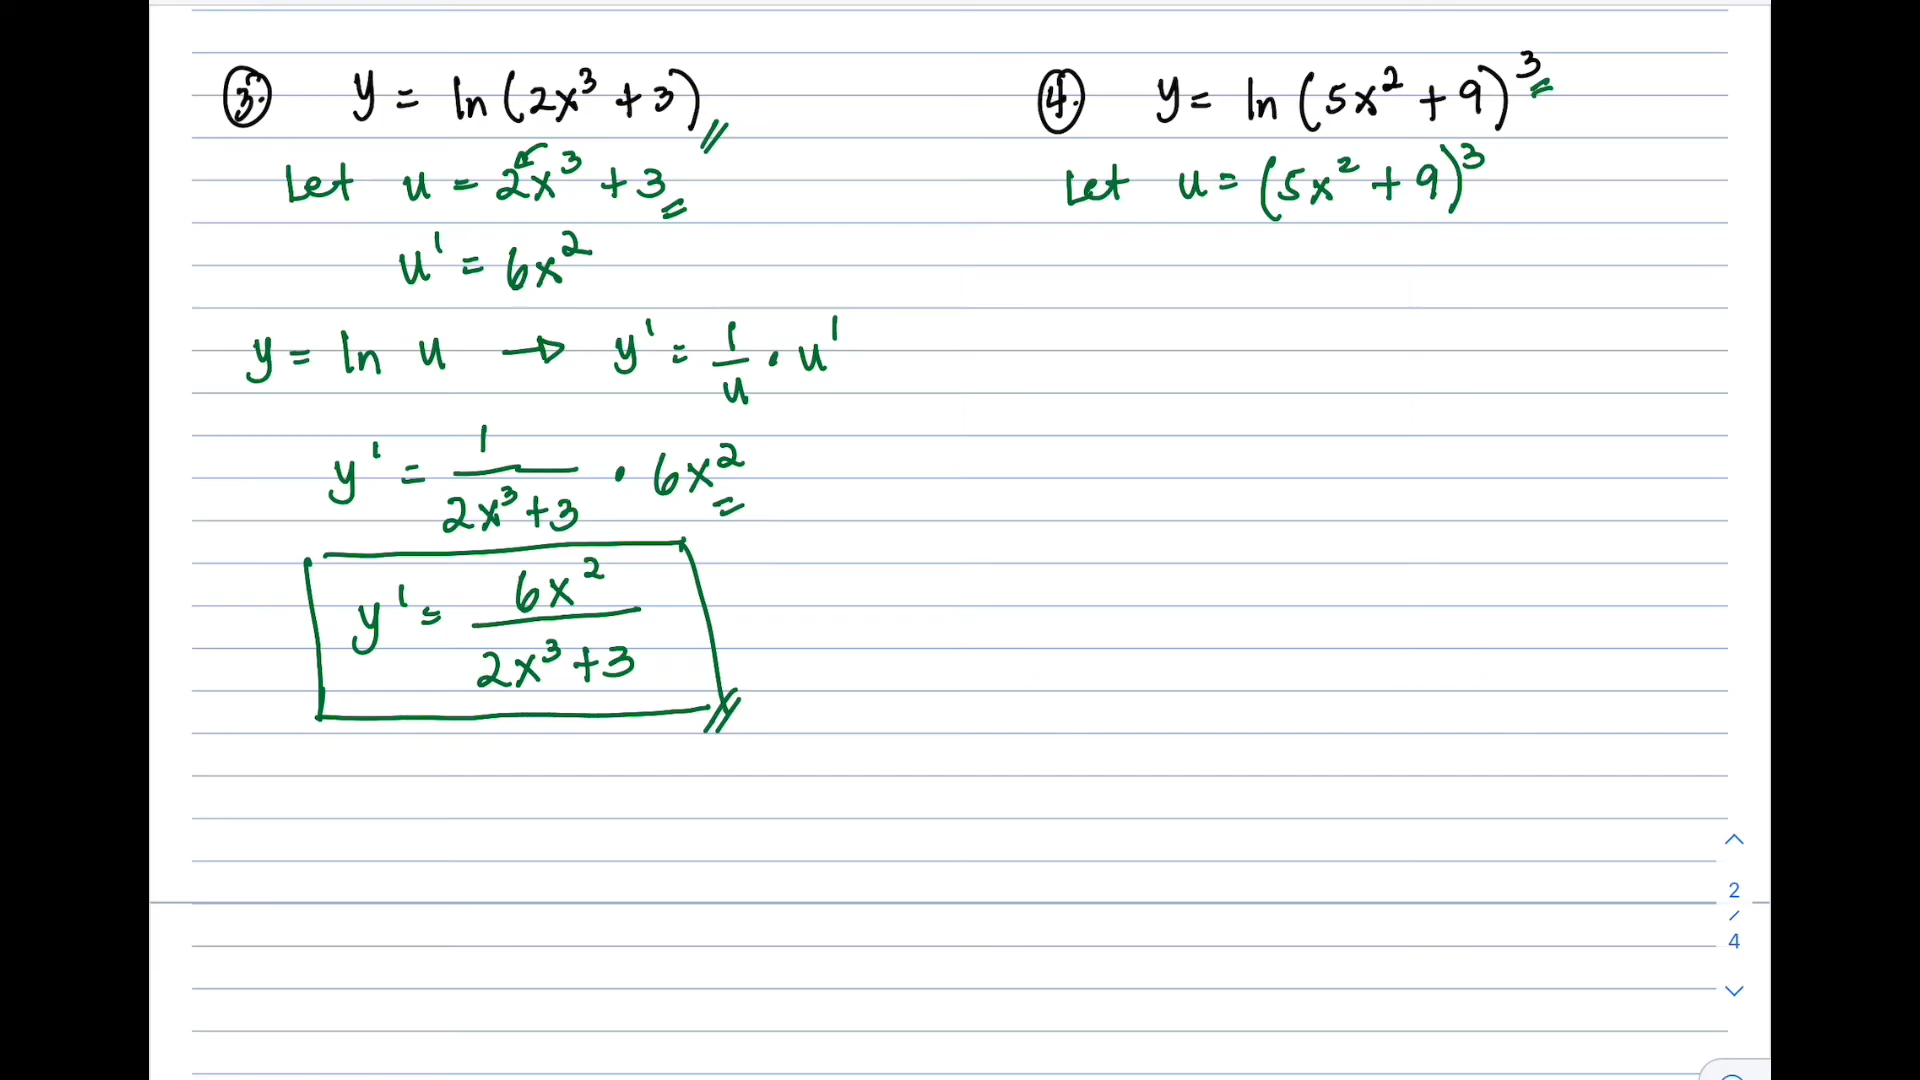 ③. y = ln(2x³ + 3)
Let u = 2x³ + 3
u' = 6x²
y = ln u → y' = 1/u · u'
y' = 1/(2x³+3) · 6x²
y' = 6x²/(2x³+3)
④. y = ln(5x² + 9)³
Let u = (5x² + 9)³
2
/
4